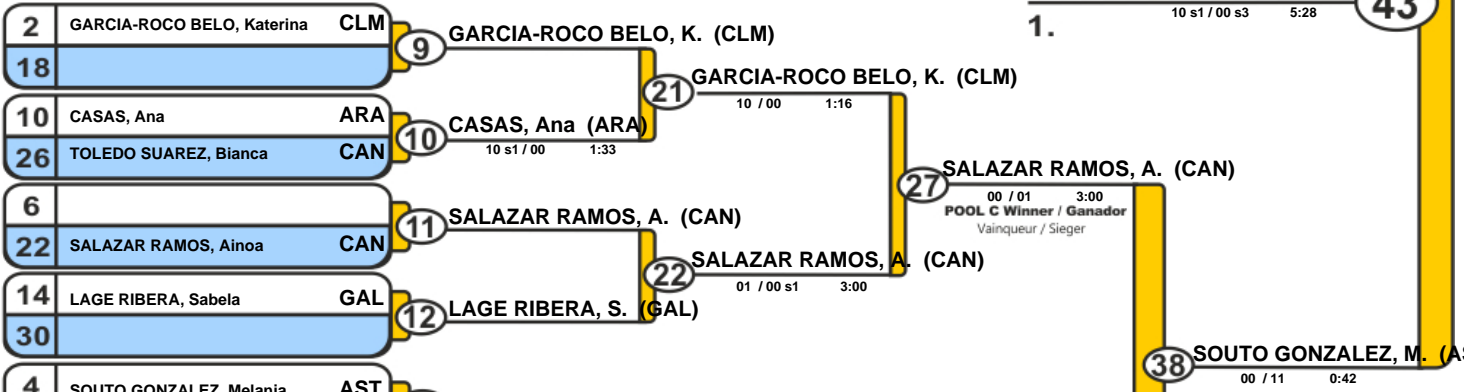 2 GARCIA-ROCO BELO, Katerina CLM
18
9
GARCIA-ROCO BELO, K. (CLM)
10 CASAS, Ana ARA
26 TOLEDO SUAREZ, Bianca CAN
10
CASAS, Ana (ARA)
10 s1 / 00 1:33
21
GARCIA-ROCO BELO, K. (CLM)
10 / 00 1:16
6
22 SALAZAR RAMOS, Ainoa CAN
11
SALAZAR RAMOS, A. (CAN)
14 LAGE RIBERA, Sabela GAL
30
12
LAGE RIBERA, S. (GAL)
22
SALAZAR RAMOS, A. (CAN)
01 / 00 s1 3:00
27
SALAZAR RAMOS, A. (CAN)
00 / 01 3:00
POOL C Winner / Ganador
Vainqueur / Sieger
4 SOUTO GONZALEZ, Melania AST
10 s1 / 00 s3 5:28
1.
43
38
SOUTO GONZALEZ, M. (AS
00 / 11 0:42